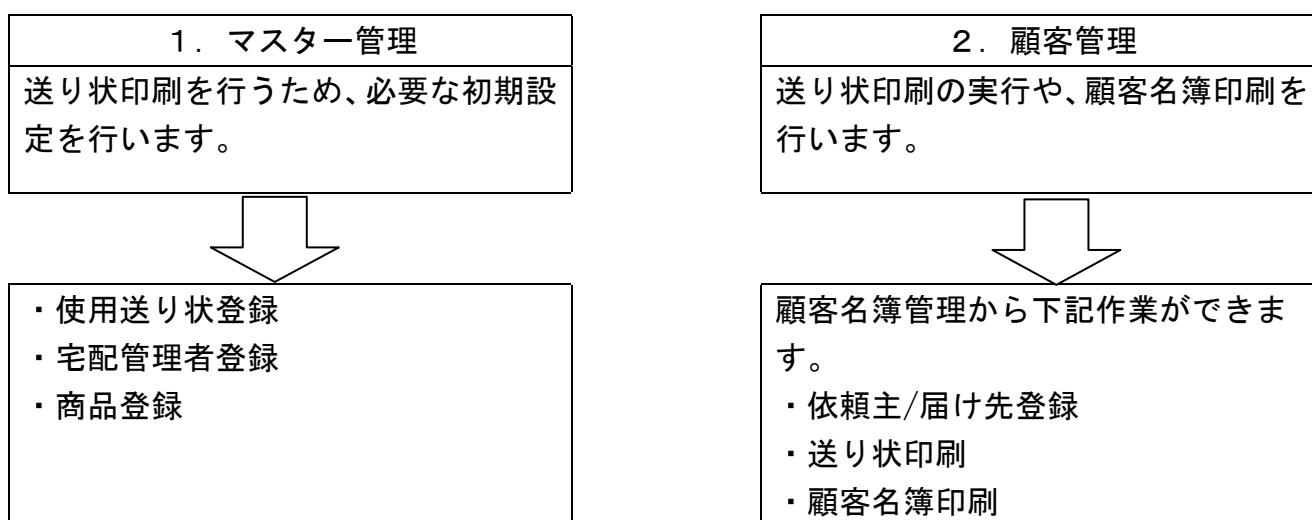 １．マスター管理
送り状印刷を行うため、必要な初期設
定を行います。
・使用送り状登録
・宅配管理者登録
・商品登録
２．顧客管理
送り状印刷の実行や、顧客名簿印刷を
行います。
顧客名簿管理から下記作業ができま
す。
・依頼主/届け先登録
・送り状印刷
・顧客名簿印刷